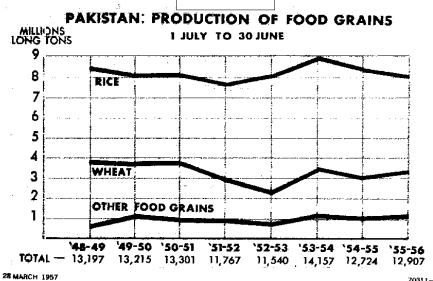 PAKISTAN: PRODUCTION OF FOOD GRAINS
1 JULY TO 30 JUNE
MILLIONS
LONG TONS
9
8
RICE
7
6
5
4
3
WHEAT
2
OTHER FOOD GRAINS
1
'48-49 '49-50 '50-51 '51-52 '52-53 '53-54 '54-55 '55-56
TOTAL — 13,197 13,215 13,301 11,767 11,540 14,157 12,724 12,907
28 MARCH 1957